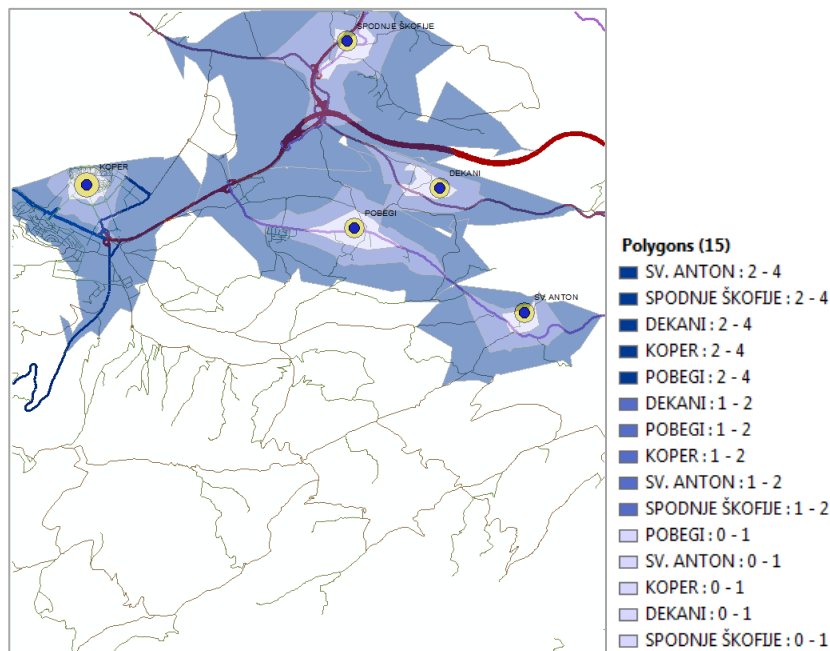 SPODNJE ŠKOFIJE
KOPER
DEKANI
POBEGI
SV. ANTON
Polygons (15)
SV. ANTON : 2 - 4
SPODNJE ŠKOFIJE : 2 - 4
DEKANI : 2 - 4
KOPER : 2 - 4
POBEGI : 2 - 4
DEKANI : 1 - 2
POBEGI : 1 - 2
KOPER : 1 - 2
SV. ANTON : 1 - 2
SPODNJE ŠKOFIJE : 1 - 2
POBEGI : 0 - 1
SV. ANTON : 0 - 1
KOPER : 0 - 1
DEKANI : 0 - 1
SPODNJE ŠKOFIJE : 0 - 1